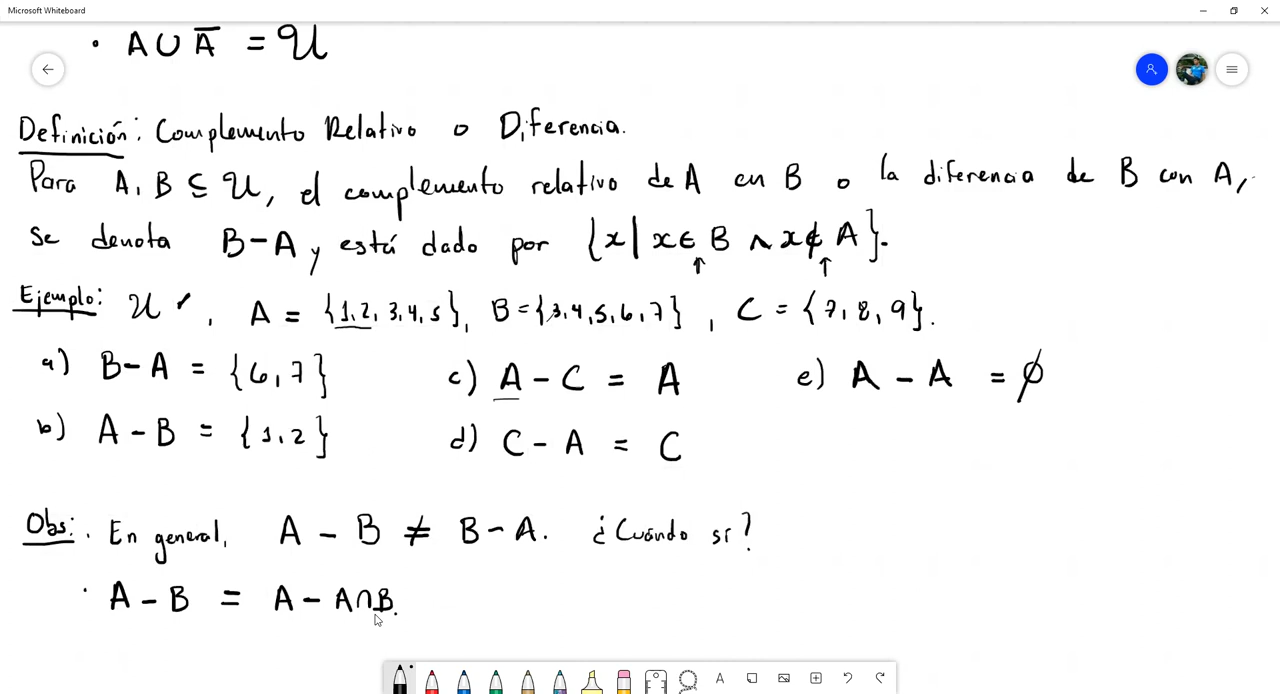 Microsoft Whiteboard
· A ∪ A̅ = 𝒰
Definición: Complemento Relativo o Diferencia.
Para A, B ⊆ 𝒰, el complemento relativo de A en B o la diferencia de B con A,
se denota B - A y está dado por {x | x ∈ B ∧ x ∉ A}.
Ejemplo: 𝒰 , A = {1, 2, 3, 4, 5}, B = {3, 4, 5, 6, 7}, C = {7, 8, 9}.
a) B - A = {6, 7} c) A - C = A e) A - A = ∅
b) A - B = {1, 2} d) C - A = C
Obs: · En general, A - B ≠ B - A. ¿Cuándo sí?
· A - B = A - A∩B.